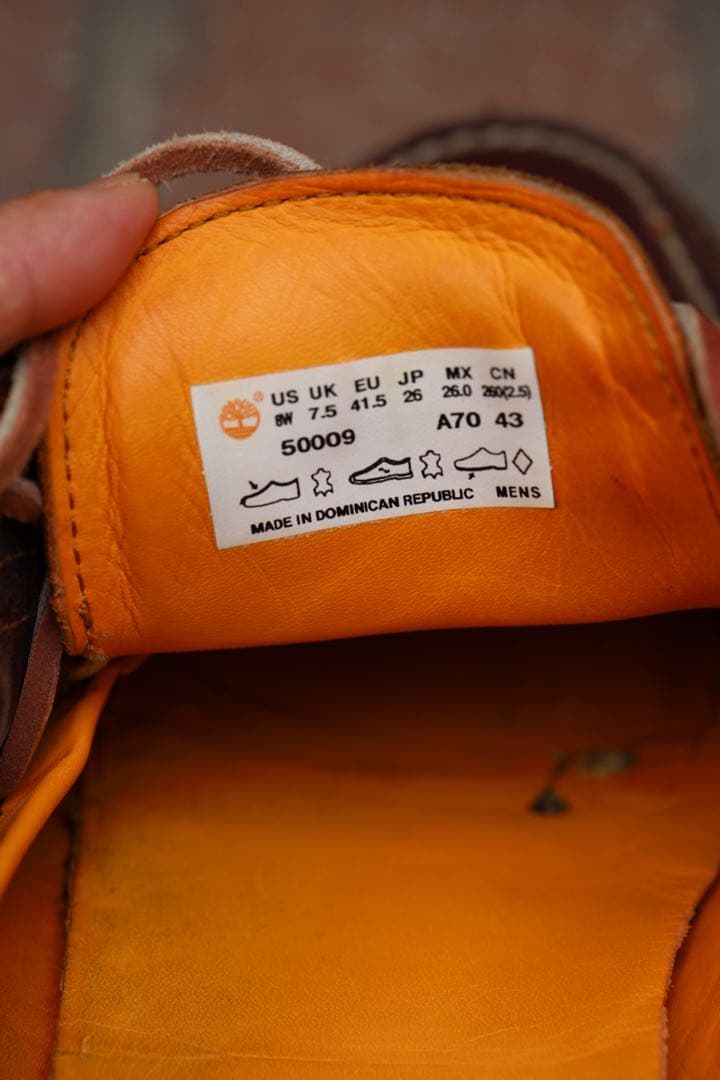 ® US UK EU JP MX CN
8W 7.5 41.5 26 26.0 260(2.5)
50009 A70 43
MADE IN DOMINICAN REPUBLIC MENS